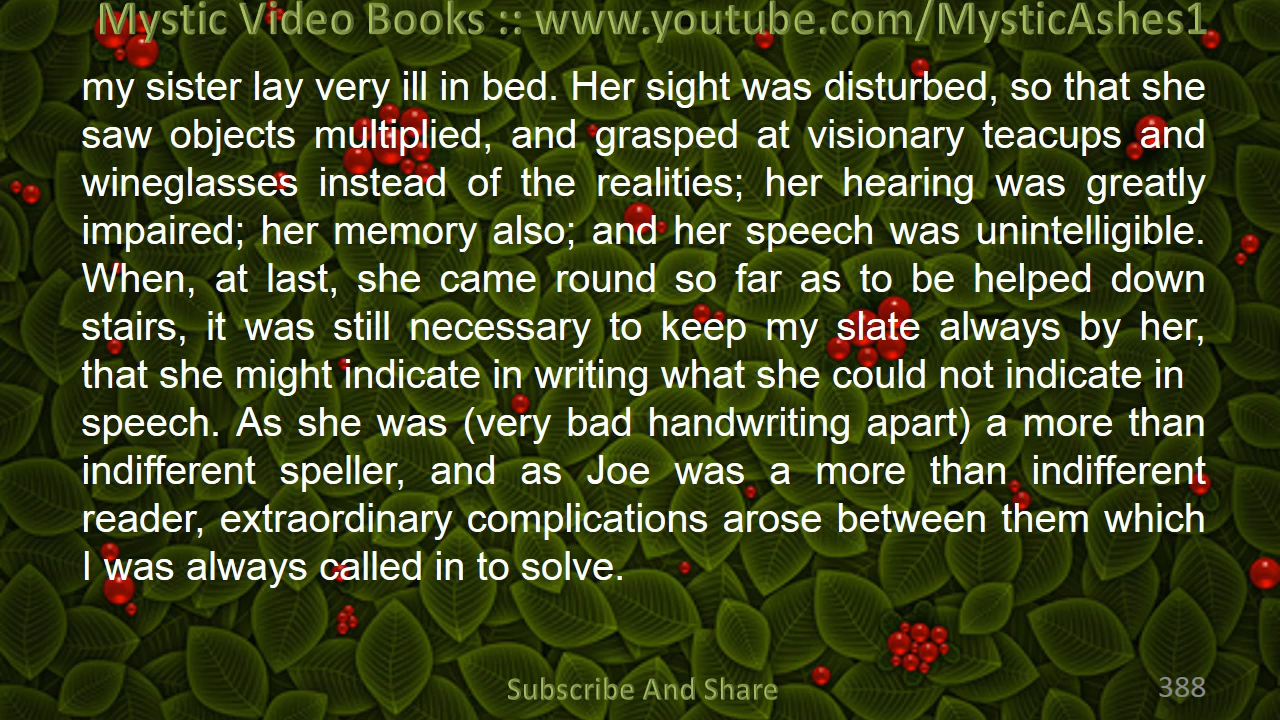 Mystic Video Books :: www.youtube.com/MysticAshes1
my sister lay very ill in bed. Her sight was disturbed, so that she
saw objects multiplied, and grasped at visionary teacups and
wineglasses instead of the realities; her hearing was greatly
impaired; her memory also; and her speech was unintelligible.
When, at last, she came round so far as to be helped down
stairs, it was still necessary to keep my slate always by her,
that she might indicate in writing what she could not indicate in
speech. As she was (very bad handwriting apart) a more than
indifferent speller, and as Joe was a more than indifferent
reader, extraordinary complications arose between them which
I was always called in to solve.
Subscribe And Share
388